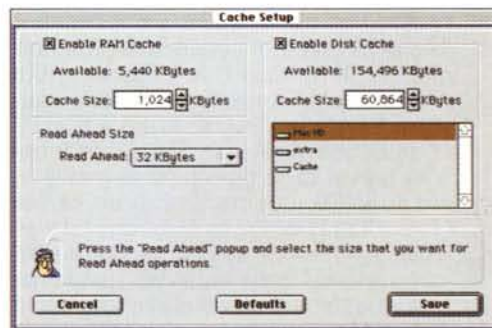 Cache Setup
Enable RAM Cache
Available: 5,440 KBytes
Cache Size: 1,024 KBytes
Read Ahead Size
Read Ahead: 32 KBytes
Enable Disk Cache
Available: 154,496 KBytes
Cache Size: 60,864 KBytes
Mac HD
extra
Cache
Press the "Read Ahead" popup and select the size that you want for
Read Ahead operations.
Cancel
Defaults
Save